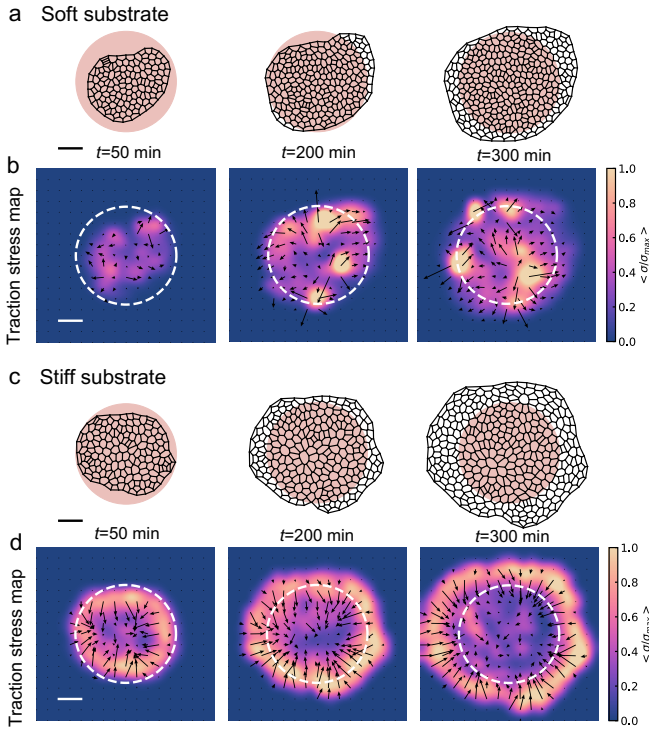 a Soft substrate
t=50 min t=200 min t=300 min
b
Traction stress map
1.0
0.8
0.6
0.4
0.2
0.0
< σ/σmax >
c Stiff substrate
t=50 min t=200 min t=300 min
d
Traction stress map
1.0
0.8
0.6
0.4
0.2
0.0
< σ/σmax >